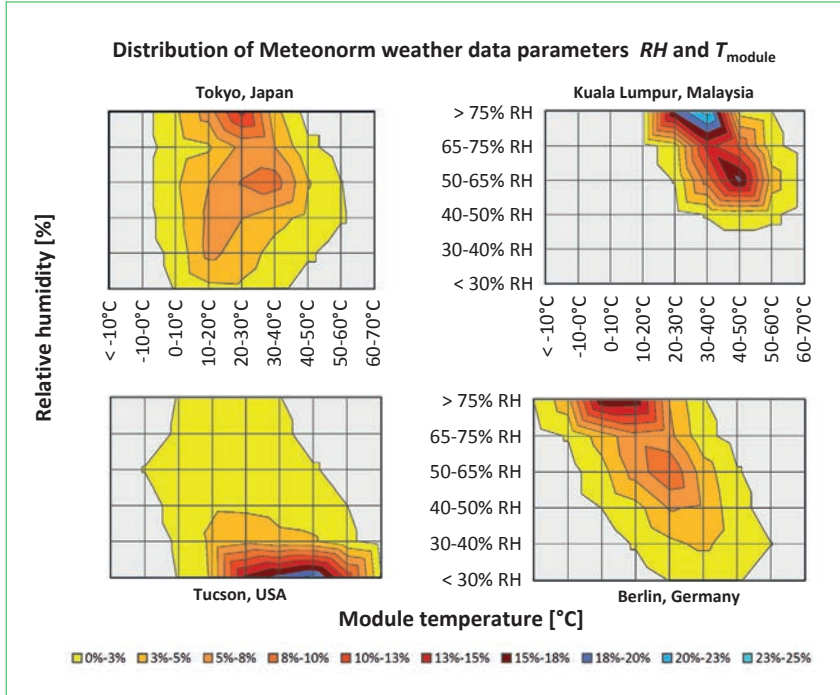 Distribution of Meteonorm weather data parameters RH and Tmodule
Tokyo, Japan
Kuala Lumpur, Malaysia
Relative humidity [%]
> 75% RH
65-75% RH
50-65% RH
40-50% RH
30-40% RH
< 30% RH
< -10°C
-10-0°C
0-10°C
10-20°C
20-30°C
30-40°C
40-50°C
50-60°C
60-70°C
< -10°C
-10-0°C
0-10°C
10-20°C
20-30°C
30-40°C
40-50°C
50-60°C
60-70°C
> 75% RH
65-75% RH
50-65% RH
40-50% RH
30-40% RH
< 30% RH
Tucson, USA
Berlin, Germany
Module temperature [°C]
0%-3% 3%-5% 5%-8% 8%-10% 10%-13% 13%-15% 15%-18% 18%-20% 20%-23% 23%-25%